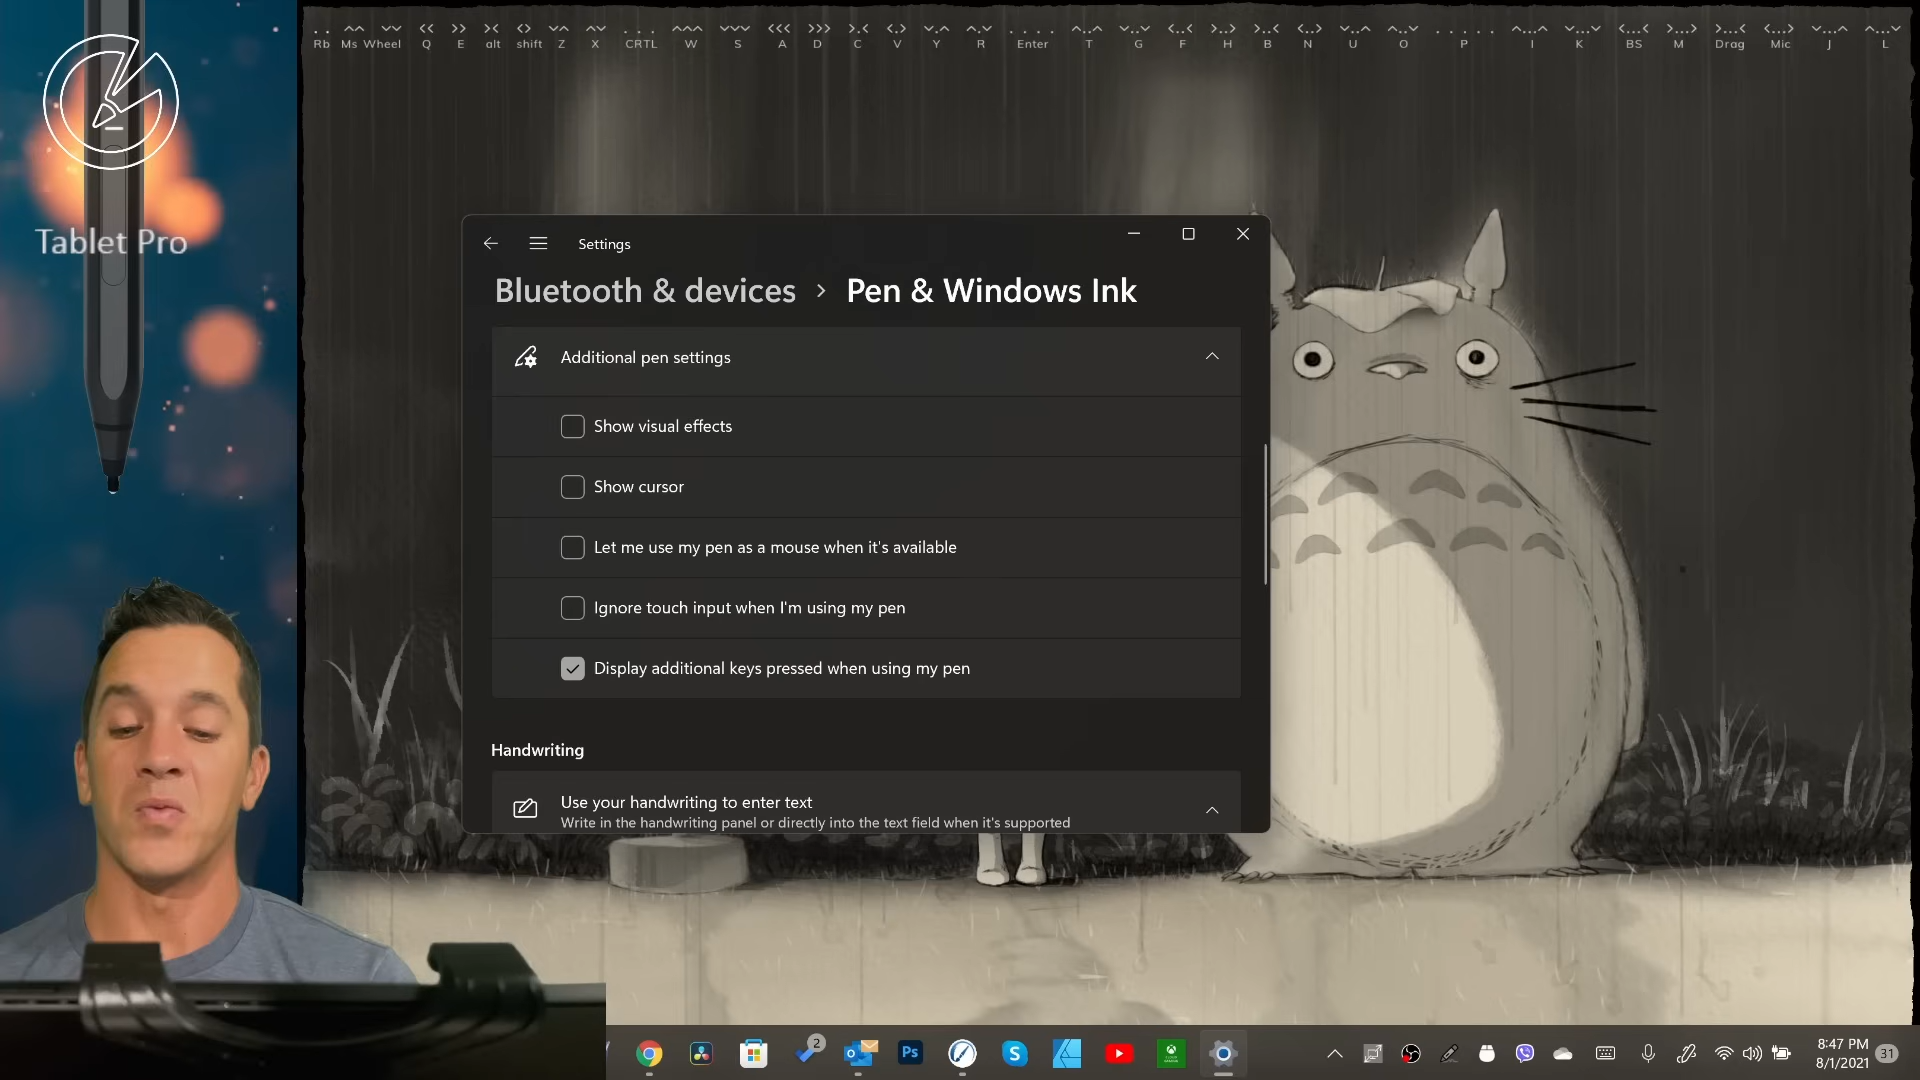 Rb Ms Wheel Q E alt shift Z X CRTL W S A D C V Y R Enter T G F H B N U O P I K BS M Drag Mic J L
Tablet Pro
Settings
Bluetooth & devices > Pen & Windows Ink
Additional pen settings
Show visual effects
Show cursor
Let me use my pen as a mouse when it's available
Ignore touch input when I'm using my pen
Display additional keys pressed when using my pen
Handwriting
Use your handwriting to enter text
Write in the handwriting panel or directly into the text field when it's supported
2
Ps
8:47 PM
8/1/2021
31